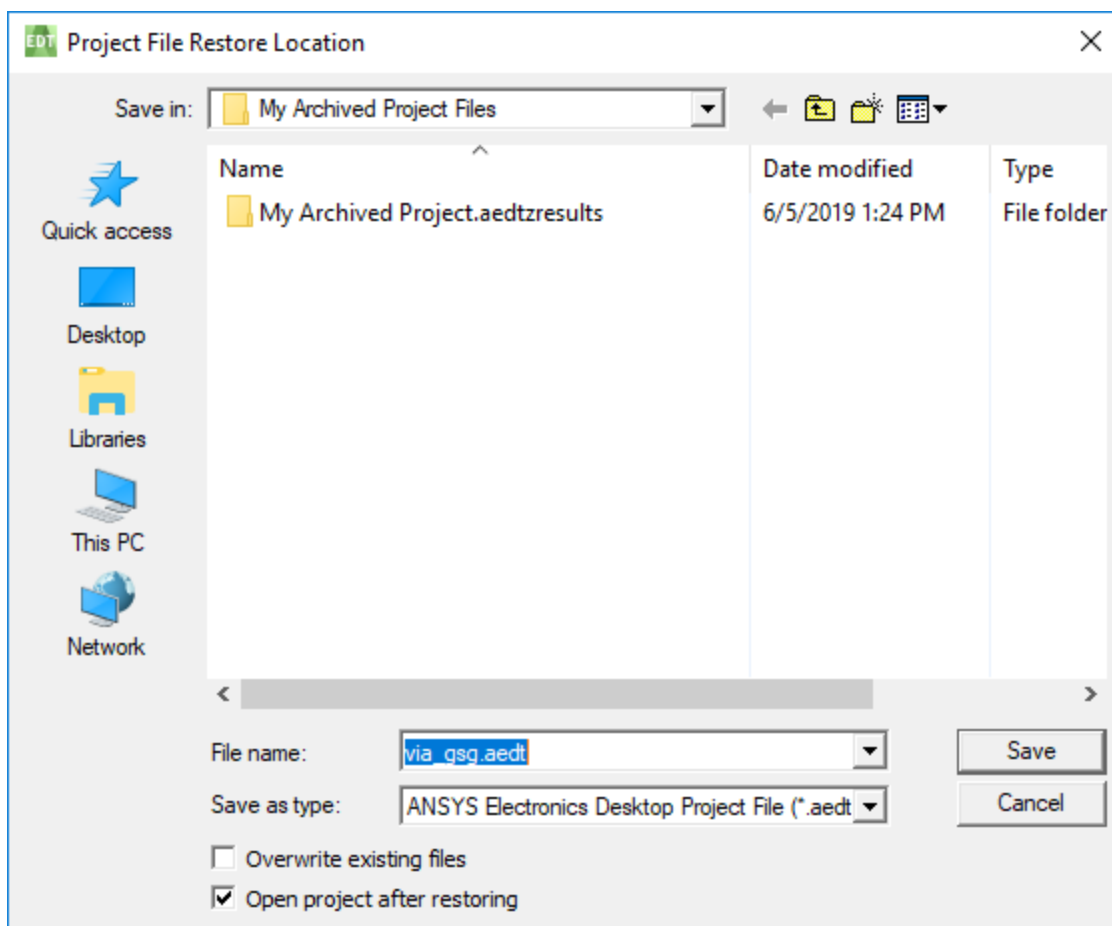 EDT Project File Restore Location
Save in: My Archived Project Files
Name Date modified Type
My Archived Project.aedtzresults 6/5/2019 1:24 PM File folder
Quick access
Desktop
Libraries
This PC
Network
File name: via_gsg.aedt Save
Save as type: ANSYS Electronics Desktop Project File (*.aedt Cancel
Overwrite existing files
Open project after restoring